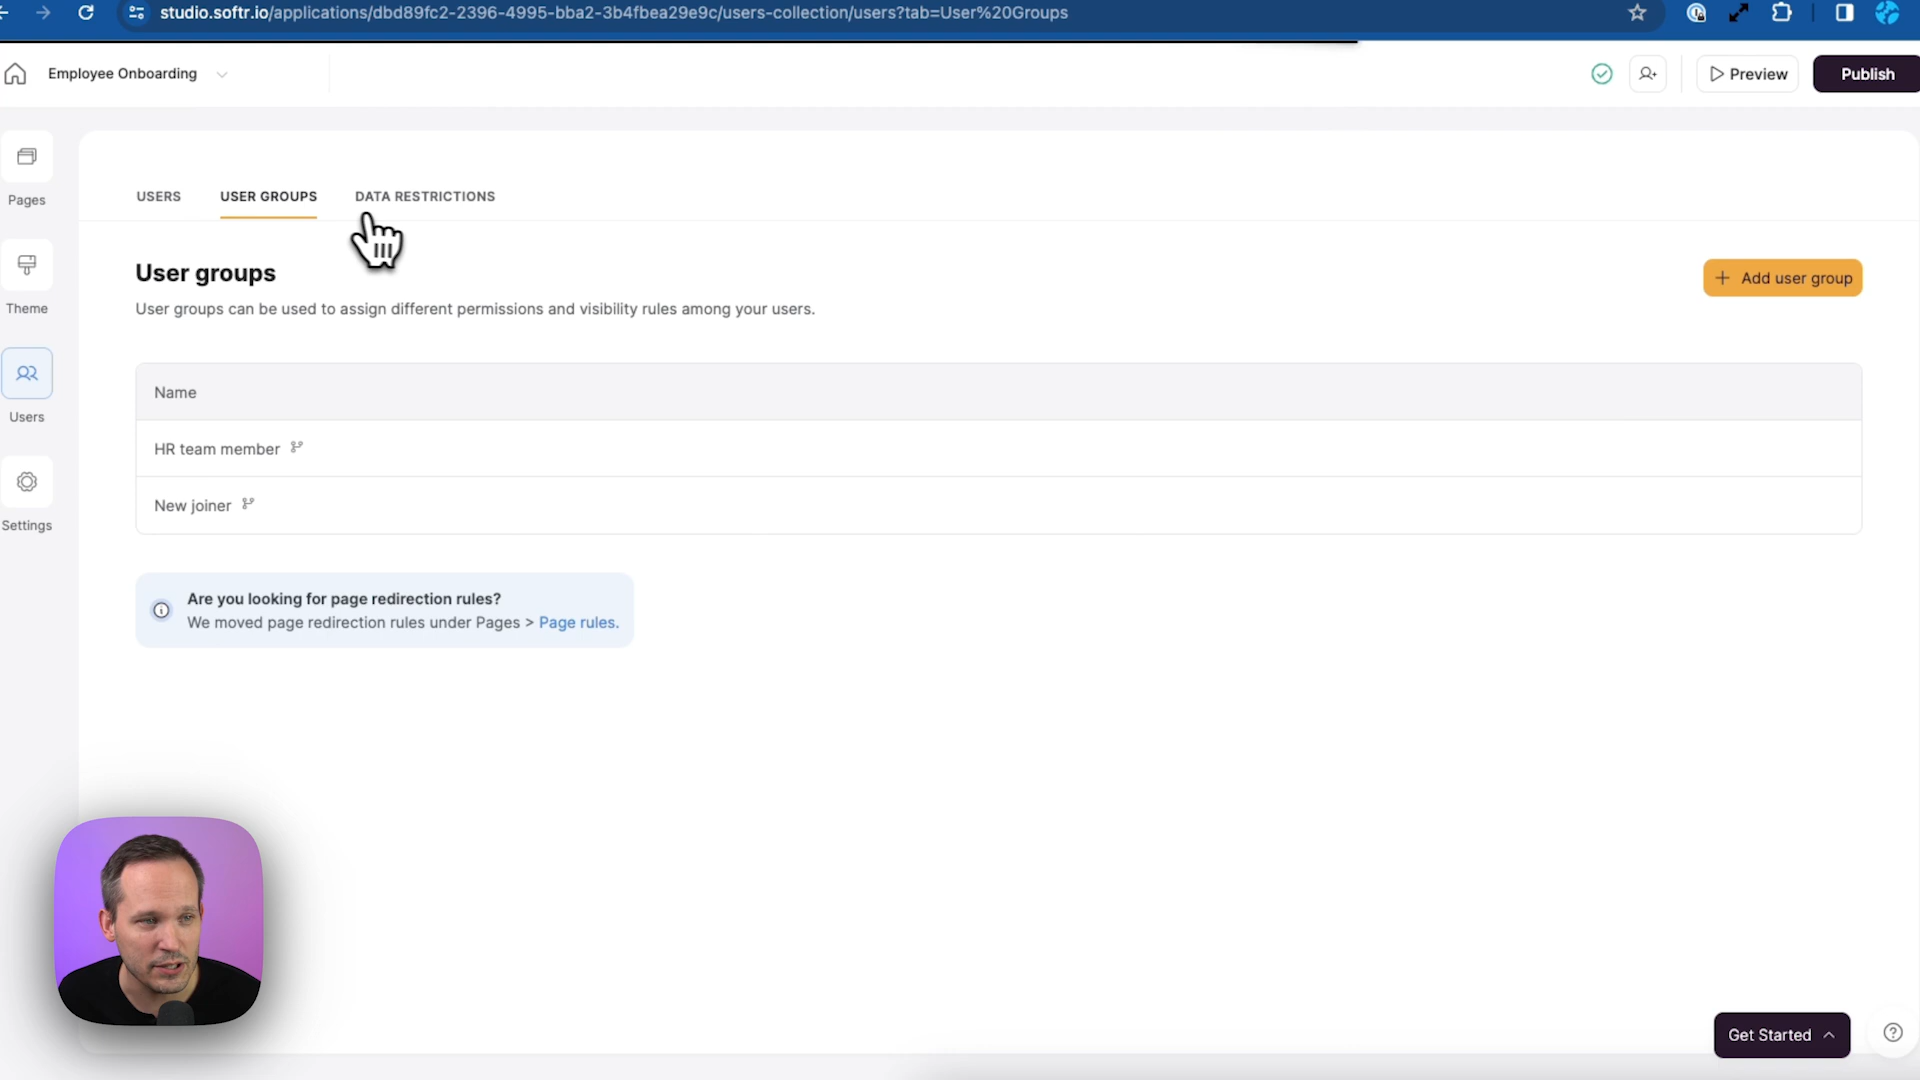 studio.softr.io/applications/dbd89fc2-2396-4995-bba2-3b4fbea29e9c/users-collection/users?tab=User%20Groups
Employee Onboarding
Preview
Publish
Pages
Theme
Users
Settings
USERS
USER GROUPS
DATA RESTRICTIONS
User groups
User groups can be used to assign different permissions and visibility rules among your users.
+ Add user group
Name
HR team member
New joiner
Are you looking for page redirection rules?
We moved page redirection rules under Pages > Page rules.
Get Started